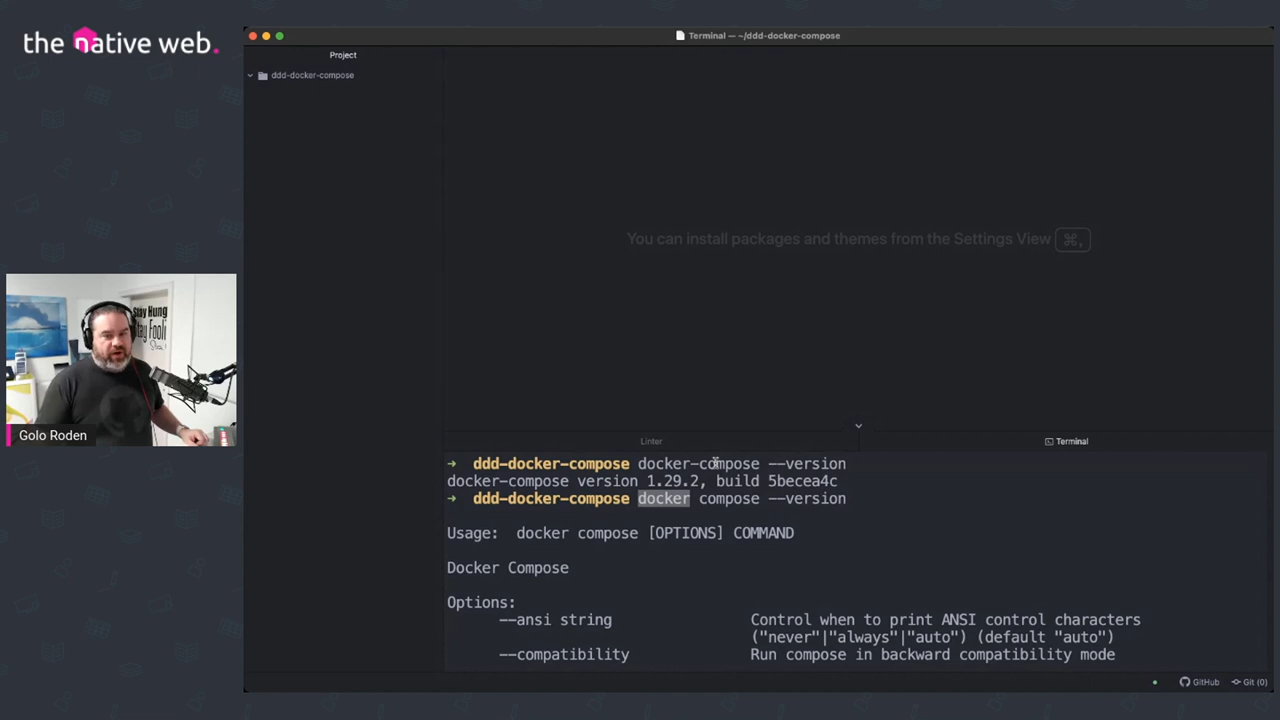 the native web.
Terminal — ~/ddd-docker-compose
Project
ddd-docker-compose
You can install packages and themes from the Settings View ⌘,
Stay Hung
Stay Fooli
Golo Roden
Linter
Terminal
→ ddd-docker-compose docker-compose --version
docker-compose version 1.29.2, build 5becea4c
→ ddd-docker-compose docker compose --version
Usage: docker compose [OPTIONS] COMMAND
Docker Compose
Options:
--ansi string Control when to print ANSI control characters
("never"|"always"|"auto") (default "auto")
--compatibility Run compose in backward compatibility mode
GitHub Git (0)